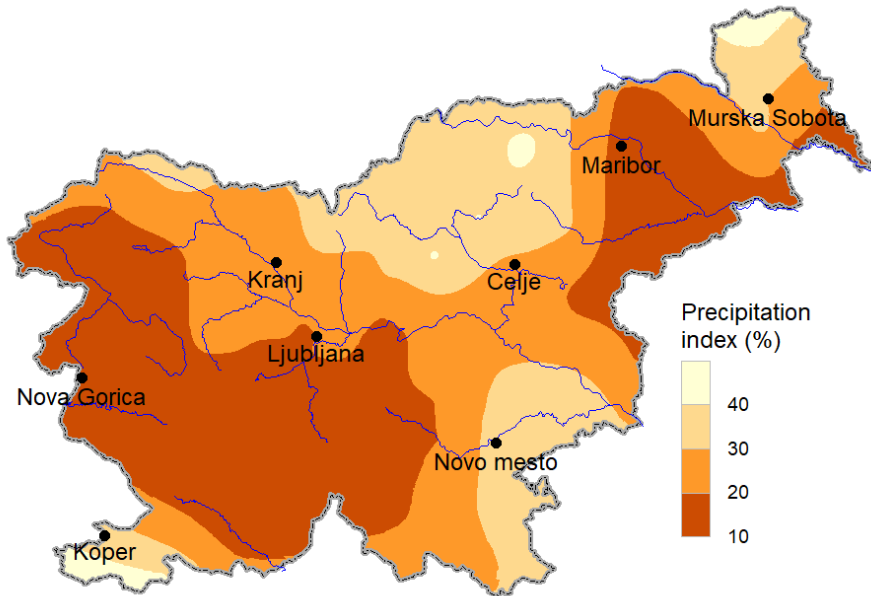 Murska Sobota
Maribor
Kranj
Celje
Ljubljana
Nova Gorica
Novo mesto
Koper
Precipitation
index (%)
40
30
20
10